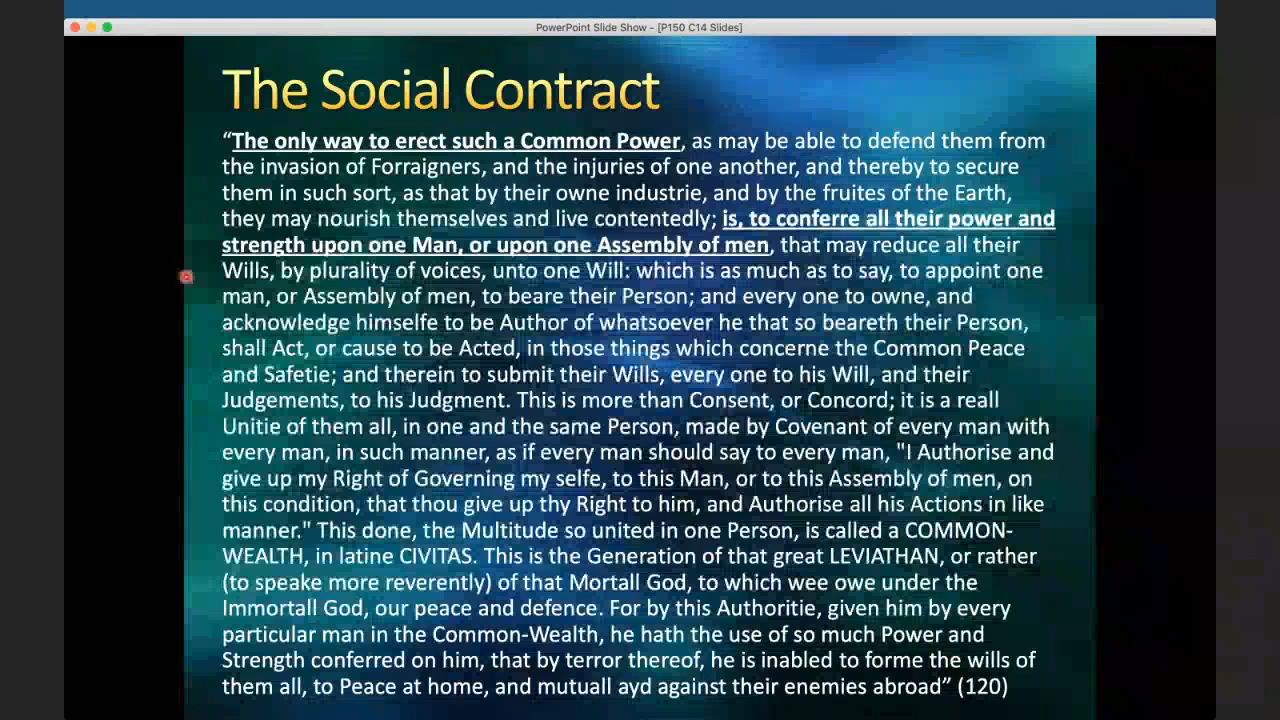 PowerPoint Slide Show - [P150 C14 Slides]
The Social Contract
“The only way to erect such a Common Power, as may be able to defend them from
the invasion of Forraigners, and the injuries of one another, and thereby to secure
them in such sort, as that by their owne industrie, and by the fruites of the Earth,
they may nourish themselves and live contentedly; is, to conferre all their power and
strength upon one Man, or upon one Assembly of men, that may reduce all their
Wills, by plurality of voices, unto one Will: which is as much as to say, to appoint one
man, or Assembly of men, to beare their Person; and every one to owne, and
acknowledge himselfe to be Author of whatsoever he that so beareth their Person,
shall Act, or cause to be Acted, in those things which concerne the Common Peace
and Safetie; and therein to submit their Wills, every one to his Will, and their
Judgements, to his Judgment. This is more than Consent, or Concord; it is a reall
Unitie of them all, in one and the same Person, made by Covenant of every man with
every man, in such manner, as if every man should say to every man, "I Authorise and
give up my Right of Governing my selfe, to this Man, or to this Assembly of men, on
this condition, that thou give up thy Right to him, and Authorise all his Actions in like
manner." This done, the Multitude so united in one Person, is called a COMMON-
WEALTH, in latine CIVITAS. This is the Generation of that great LEVIATHAN, or rather
(to speake more reverently) of that Mortall God, to which wee owe under the
Immortall God, our peace and defence. For by this Authoritie, given him by every
particular man in the Common-Wealth, he hath the use of so much Power and
Strength conferred on him, that by terror thereof, he is inabled to forme the wills of
them all, to Peace at home, and mutuall ayd against their enemies abroad” (120)